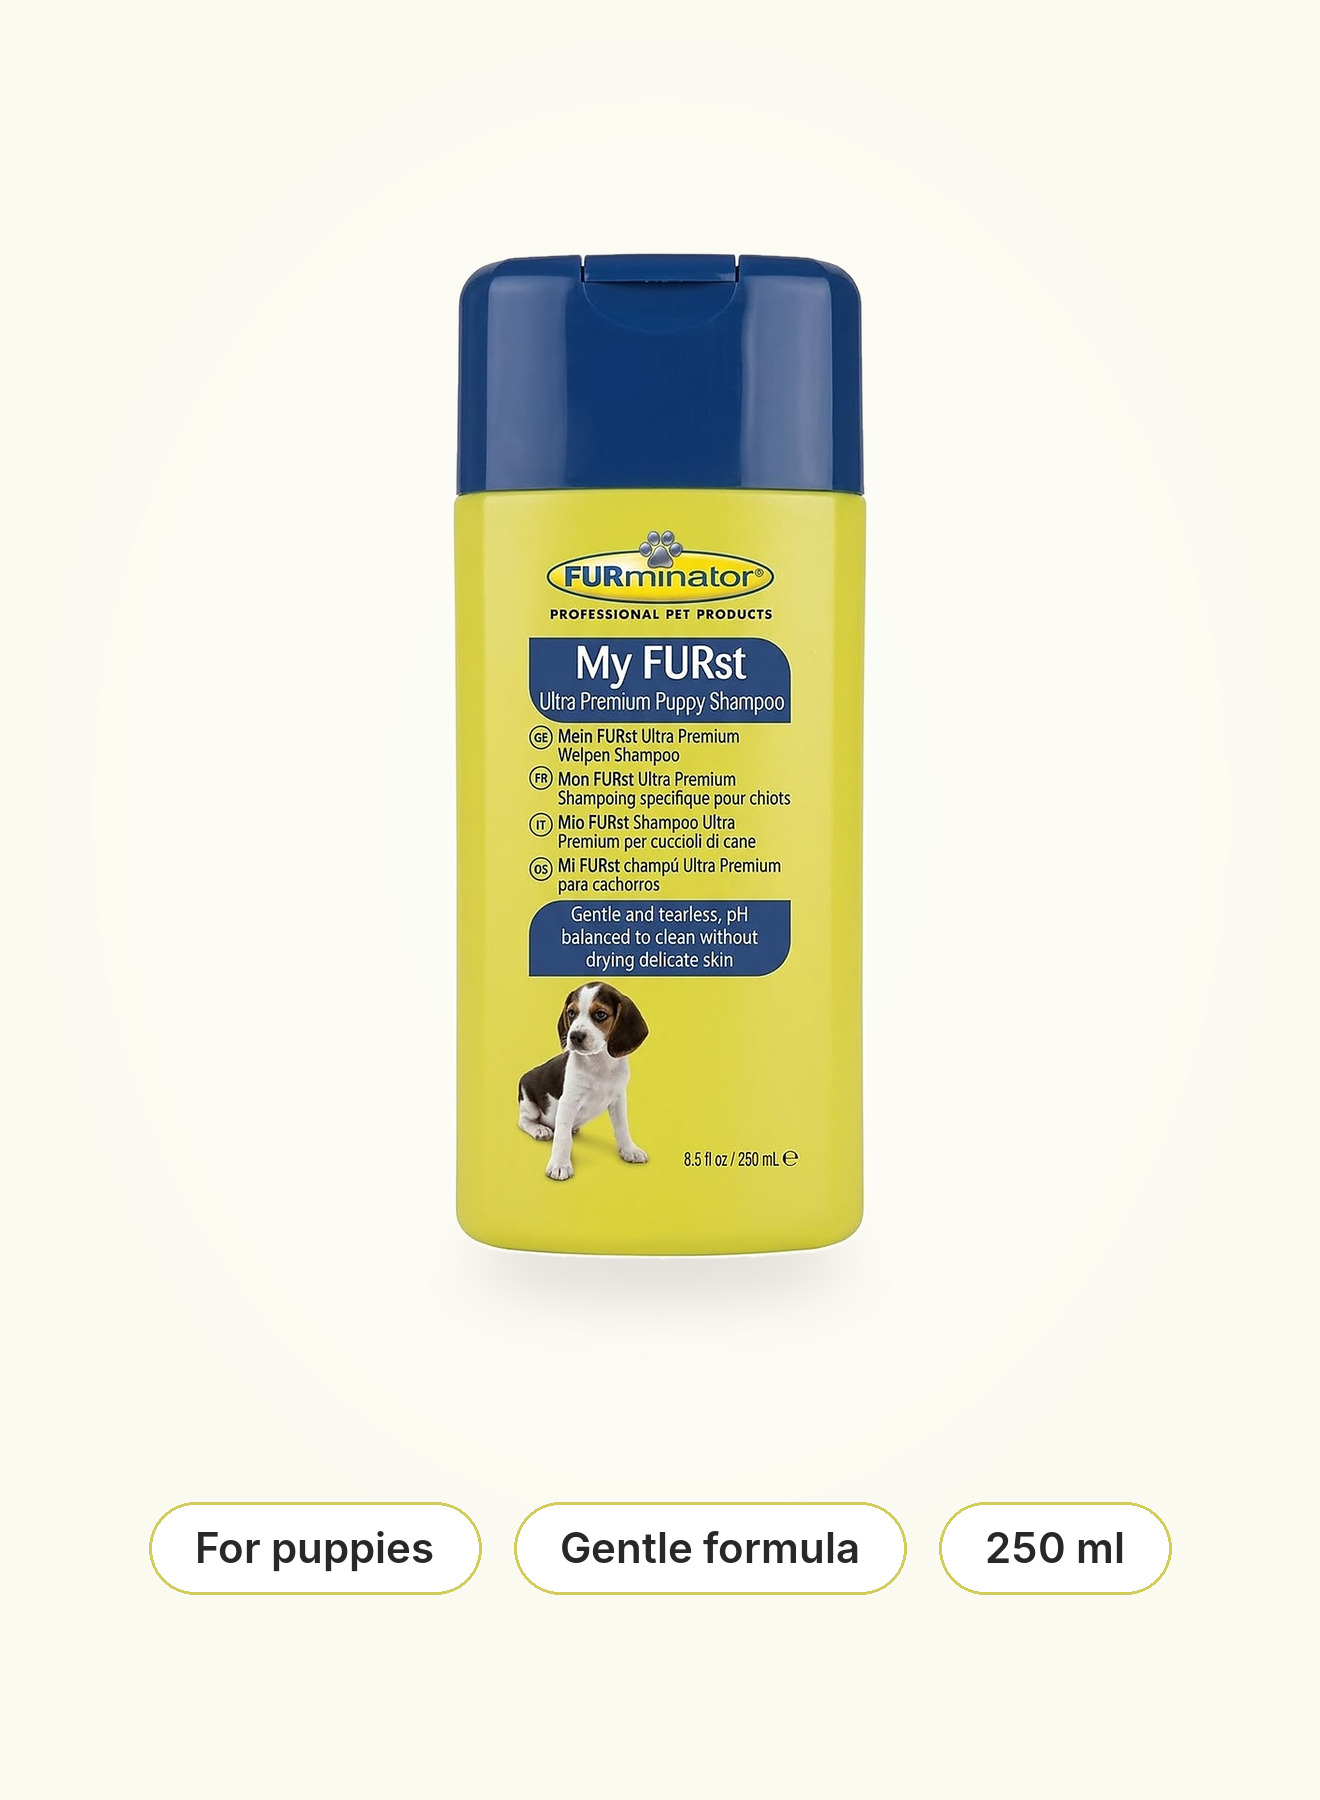 FURminator®
PROFESSIONAL PET PRODUCTS
My FURst
Ultra Premium Puppy Shampoo
GE Mein FURst Ultra Premium
Welpen Shampoo
FR Mon FURst Ultra Premium
Shampoing specifique pour chiots
IT Mio FURst Shampoo Ultra
Premium per cuccioli di cane
OS Mi FURst champú Ultra Premium
para cachorros
Gentle and tearless, pH
balanced to clean without
drying delicate skin
8.5 fl oz / 250 mL ℮
For puppies
Gentle formula
250 ml